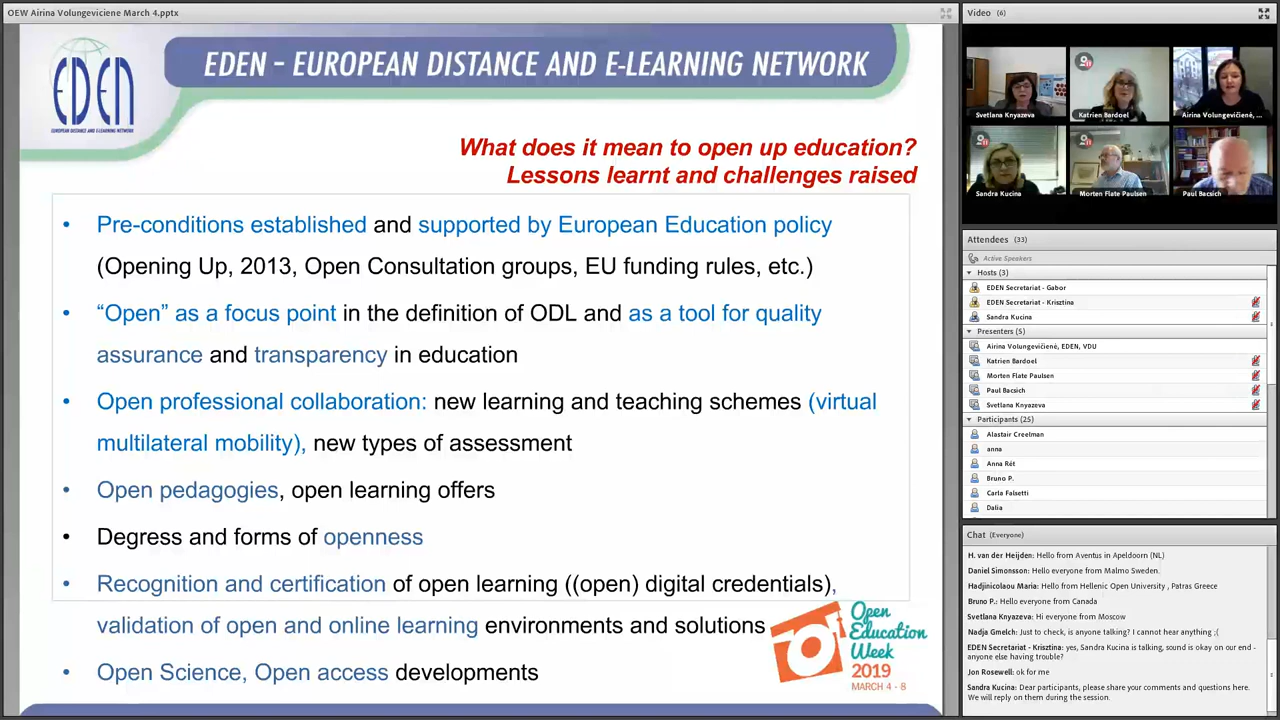 OEW Airina Volungeviciene March 4.pptx
EDEN
EUROPEAN DISTANCE AND E-LEARNING NETWORK
EDEN – EUROPEAN DISTANCE AND E-LEARNING NETWORK
What does it mean to open up education?
Lessons learnt and challenges raised
• Pre-conditions established and supported by European Education policy
(Opening Up, 2013, Open Consultation groups, EU funding rules, etc.)
• “Open” as a focus point in the definition of ODL and as a tool for quality
assurance and transparency in education
• Open professional collaboration: new learning and teaching schemes (virtual
multilateral mobility), new types of assessment
• Open pedagogies, open learning offers
• Degress and forms of openness
• Recognition and certification of open learning ((open) digital credentials),
validation of open and online learning environments and solutions
• Open Science, Open access developments
Open
Education
Week
2019
MARCH 4 - 8
Video (6)
Svetlana Knyazeva
Katrien Bardoel
Airina Volungevičienė, ...
Sandra Kucina
Morten Flate Paulsen
Paul Bacsich
Attendees (33)
Active Speakers
Hosts (3)
EDEN Secretariat - Gabor
EDEN Secretariat - Krisztina
Sandra Kucina
Presenters (5)
Airina Volungevičienė, EDEN, VDU
Katrien Bardoel
Morten Flate Paulsen
Paul Bacsich
Svetlana Knyazeva
Participants (25)
Alastair Creelman
anna
Anna Rét
Bruno P.
Carla Falsetti
Dalia
Chat (Everyone)
H. van der Heijden: Hello from Aventus in Apeldoorn (NL)
Daniel Simonsson: Hello everyone from Malmo Sweden.
Hadjinicolaou Maria: Hello from Hellenic Open University , Patras Greece
Bruno P.: Hello everyone from Canada
Svetlana Knyazeva: Hi everyone from Moscow
Nadja Gmelch: Just to check, is anyone talking? I cannot hear anything ;(
EDEN Secretariat - Krisztina: yes, Sandra Kucina is talking, sound is okay on our end -
anyone else having trouble?
Jon Rosewell: ok for me
Sandra Kucina: Dear participants, please share your comments and questions here.
We will reply on them during the session.